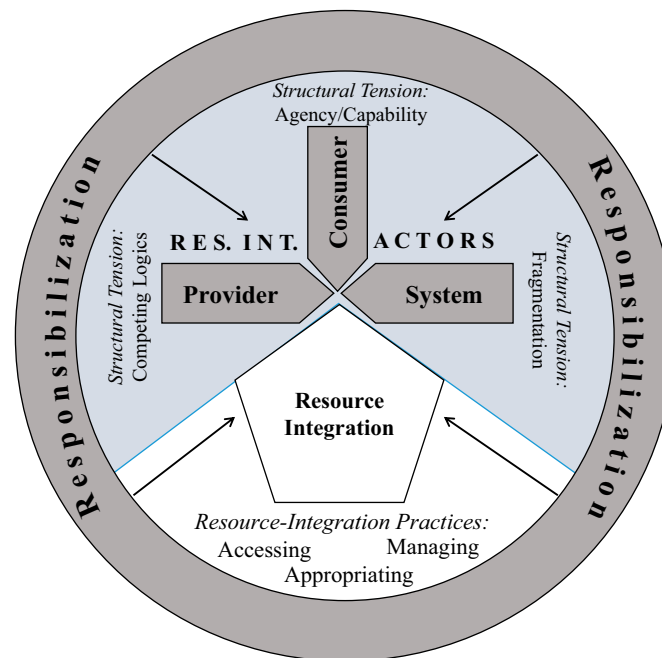 Structural Tension:
Agency/Capability
Responsibilization
Responsibilization
Consumer
RES. INT.
ACTORS
Structural Tension:
Competing Logics
Provider
System
Structural Tension:
Fragmentation
Resource
Integration
Resource-Integration Practices:
Accessing
Managing
Appropriating